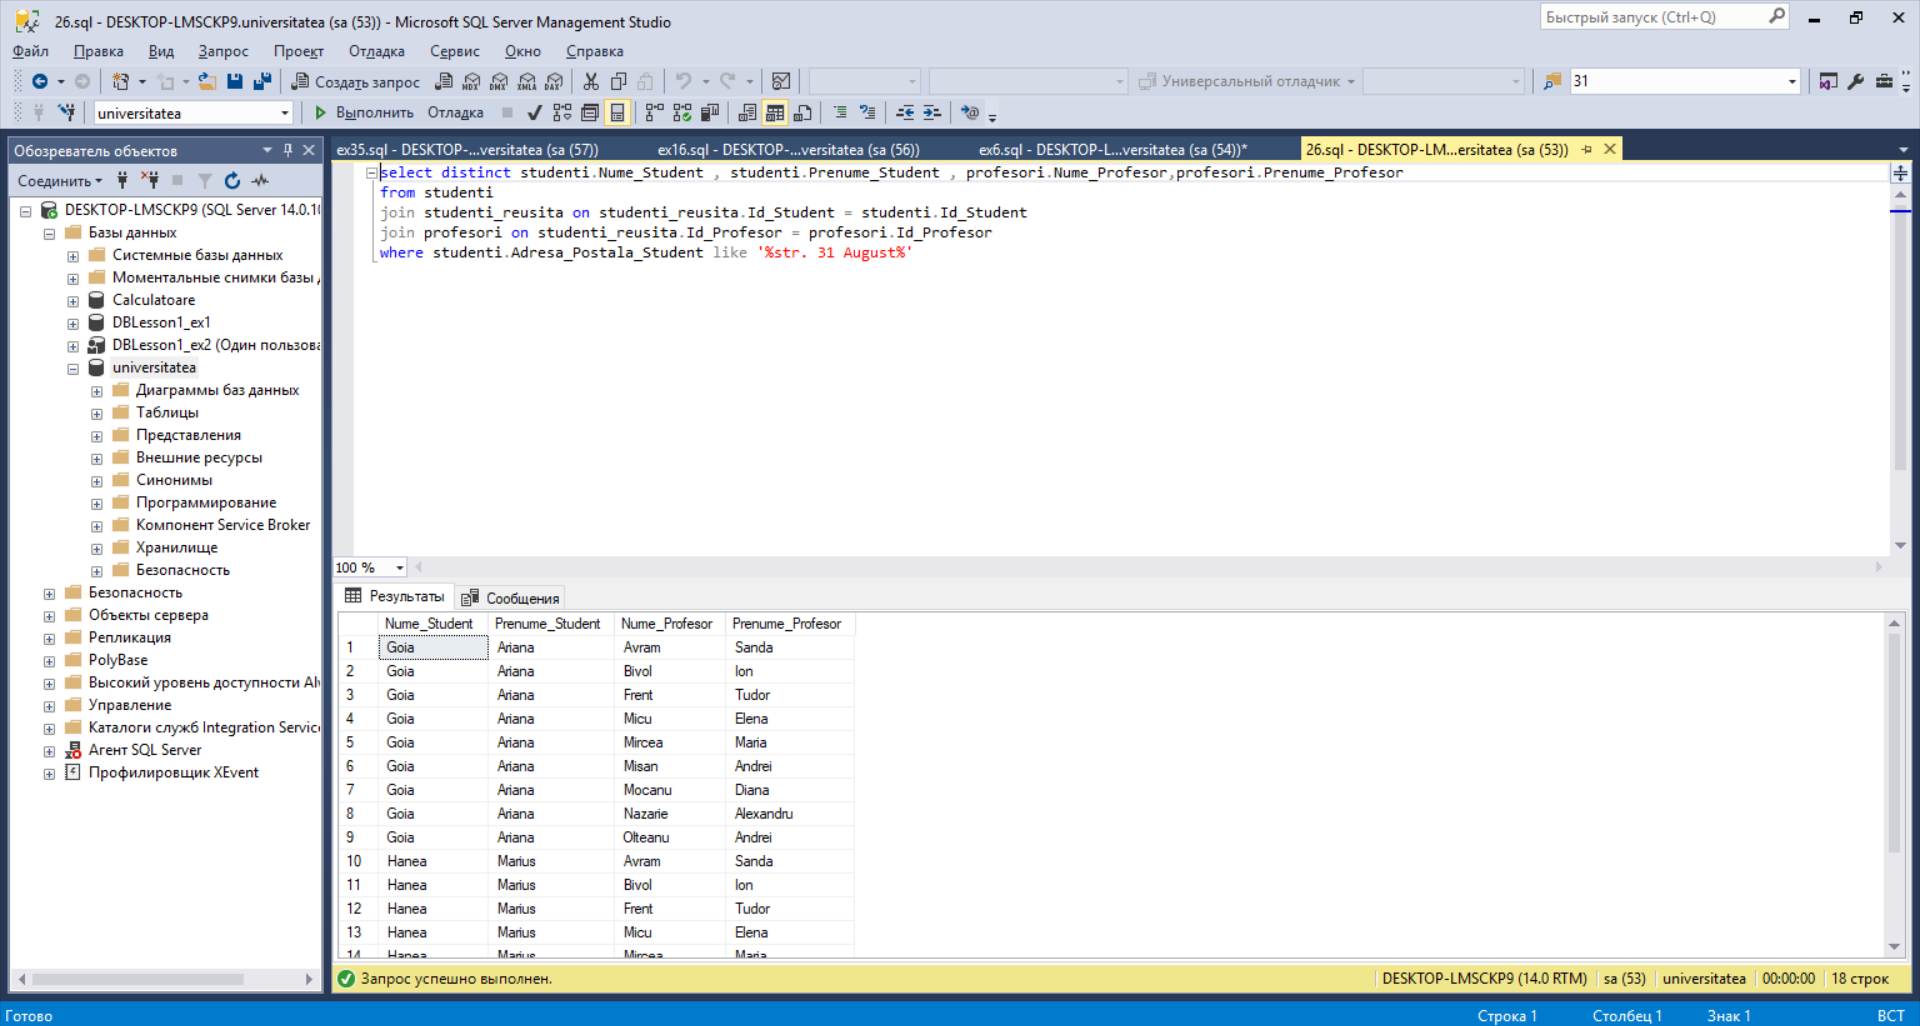 26.sql - DESKTOP-LMSCKP9.universitatea (sa (53)) - Microsoft SQL Server Management Studio
Быстрый запуск (Ctrl+Q)
Файл Правка Вид Запрос Проект Отладка Сервис Окно Справка
Создать запрос MDX DMX XMLA DAX Универсальный отладчик 31
universitatea Выполнить Отладка
Обозреватель объектов
ex35.sql - DESKTOP-...versitatea (sa (57)) ex16.sql - DESKTOP-...versitatea (sa (56)) ex6.sql - DESKTOP-L...versitatea (sa (54))* 26.sql - DESKTOP-LM...ersitatea (sa (53))
Соединить
DESKTOP-LMSCKP9 (SQL Server 14.0.10
Базы данных
Системные базы данных
Моментальные снимки базы
Calculatoare
DBLesson1_ex1
DBLesson1_ex2 (Один пользова
universitatea
Диаграммы баз данных
Таблицы
Представления
Внешние ресурсы
Синонимы
Программирование
Компонент Service Broker
Хранилище
Безопасность
Безопасность
Объекты сервера
Репликация
PolyBase
Высокий уровень доступности Al
Управление
Каталоги служб Integration Servic
Агент SQL Server
Профилировщик XEvent
select distinct studenti.Nume_Student , studenti.Prenume_Student , profesori.Nume_Profesor,profesori.Prenume_Profesor
from studenti
join studenti_reusita on studenti_reusita.Id_Student = studenti.Id_Student
join profesori on studenti_reusita.Id_Profesor = profesori.Id_Profesor
where studenti.Adresa_Postala_Student like '%str. 31 August%'
100 %
Результаты Сообщения
Nume_Student Prenume_Student Nume_Profesor Prenume_Profesor
1 Goia Ariana Avram Sanda
2 Goia Ariana Bivol Ion
3 Goia Ariana Frent Tudor
4 Goia Ariana Micu Elena
5 Goia Ariana Mircea Maria
6 Goia Ariana Misan Andrei
7 Goia Ariana Mocanu Diana
8 Goia Ariana Nazarie Alexandru
9 Goia Ariana Olteanu Andrei
10 Hanea Marius Avram Sanda
11 Hanea Marius Bivol Ion
12 Hanea Marius Frent Tudor
13 Hanea Marius Micu Elena
14 Hanea Marius Mircea Maria
Запрос успешно выполнен. DESKTOP-LMSCKP9 (14.0 RTM) sa (53) universitatea 00:00:00 18 строк
Готово Строка 1 Столбец 1 Знак 1 ВСТ